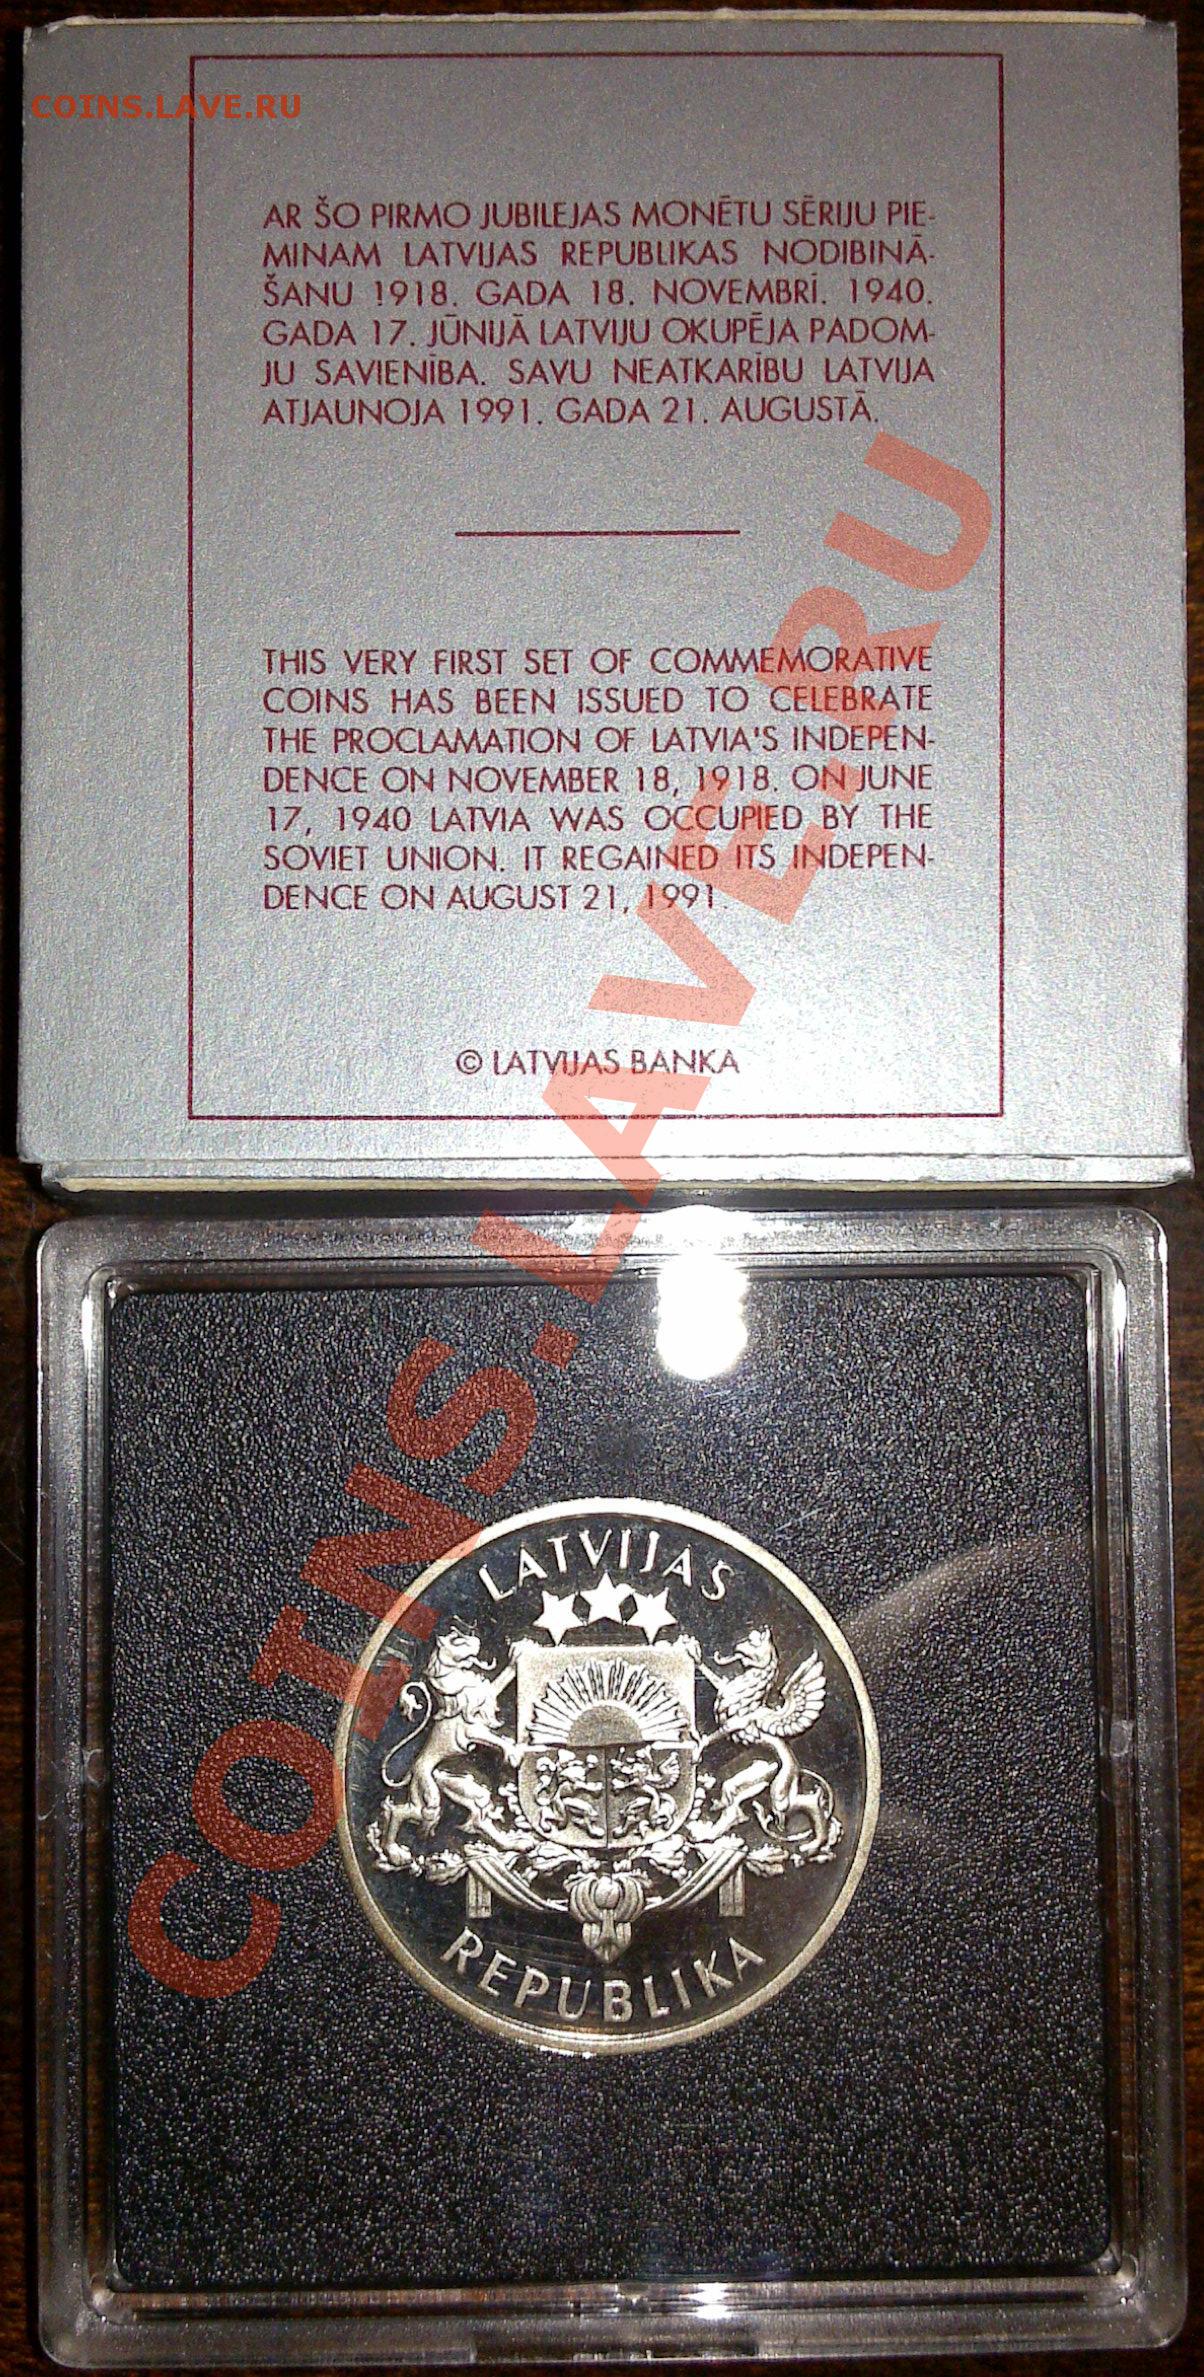 COINS.LAVE.RU
AR ŠO PIRMO JUBILEJAS MONĒTU SĒRIJU PIE-
MINAM LATVIJAS REPUBLIKAS NODIBINĀ-
ŠANU 1918. GADA 18. NOVEMBRĪ. 1940.
GADA 17. JŪNIJĀ LATVIJU OKUPĒJA PADOM-
JU SAVIENĪBA. SAVU NEATKARĪBU LATVIJA
ATJAUNOJA 1991. GADA 21. AUGUSTĀ.
THIS VERY FIRST SET OF COMMEMORATIVE
COINS HAS BEEN ISSUED TO CELEBRATE
THE PROCLAMATION OF LATVIA'S INDEPEN-
DENCE ON NOVEMBER 18, 1918. ON JUNE
17, 1940 LATVIA WAS OCCUPIED BY THE
SOVIET UNION. IT REGAINED ITS INDEPEN-
DENCE ON AUGUST 21, 1991.
© LATVIJAS BANKA
COINS.LAVE.RU
LATVIJAS
REPUBLIKA